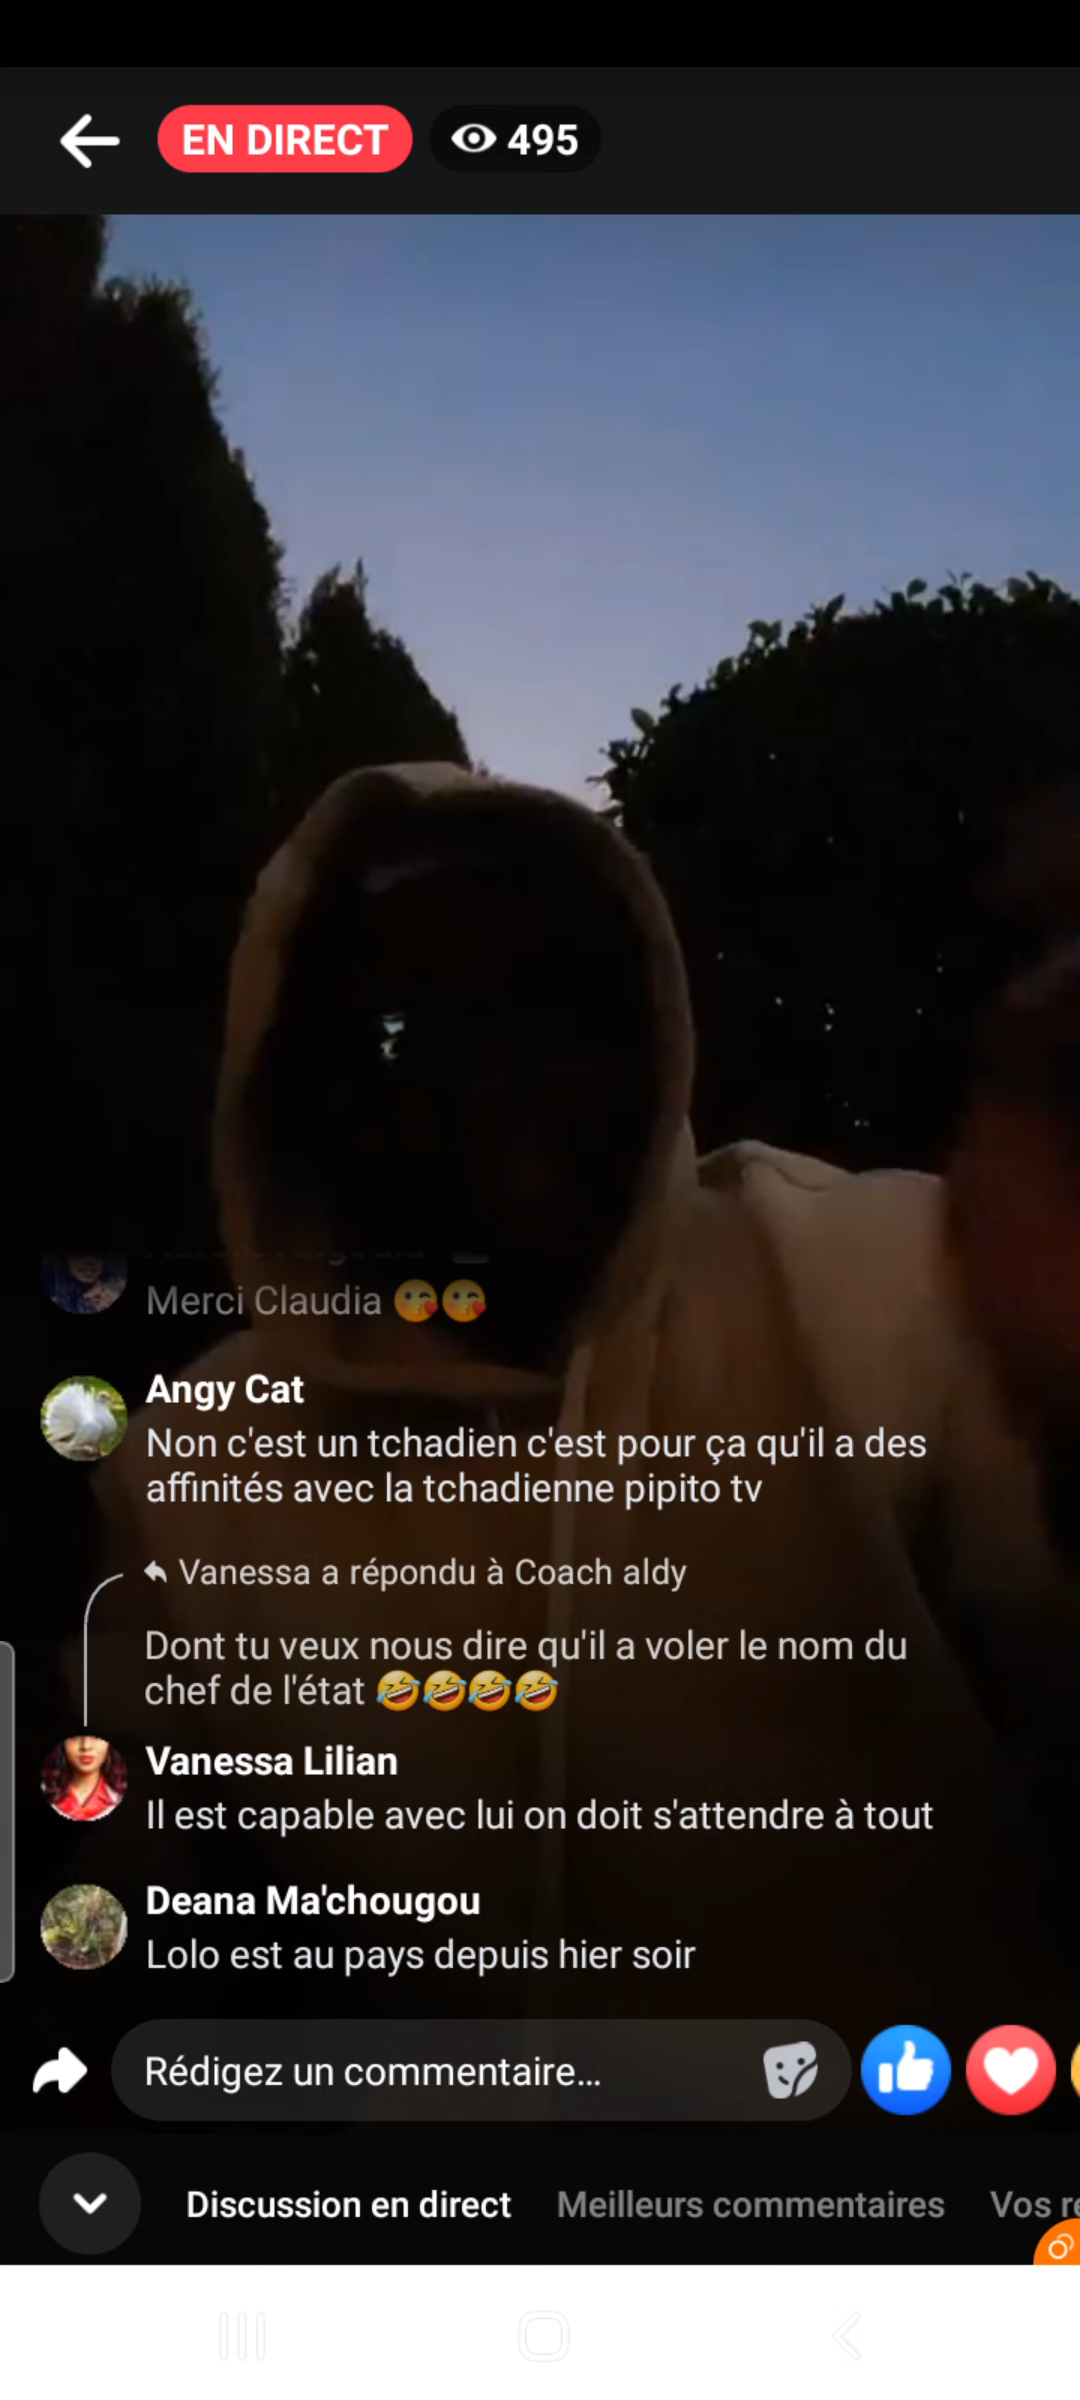 EN DIRECT
495
Merci Claudia 😘😘
Angy Cat
Non c'est un tchadien c'est pour ça qu'il a des
affinités avec la tchadienne pipito tv
Vanessa a répondu à Coach aldy
Dont tu veux nous dire qu'il a voler le nom du
chef de l'état 🤣🤣🤣🤣
Vanessa Lilian
Il est capable avec lui on doit s'attendre à tout
Deana Ma'chougou
Lolo est au pays depuis hier soir
Rédigez un commentaire...
Discussion en direct
Meilleurs commentaires
Vos